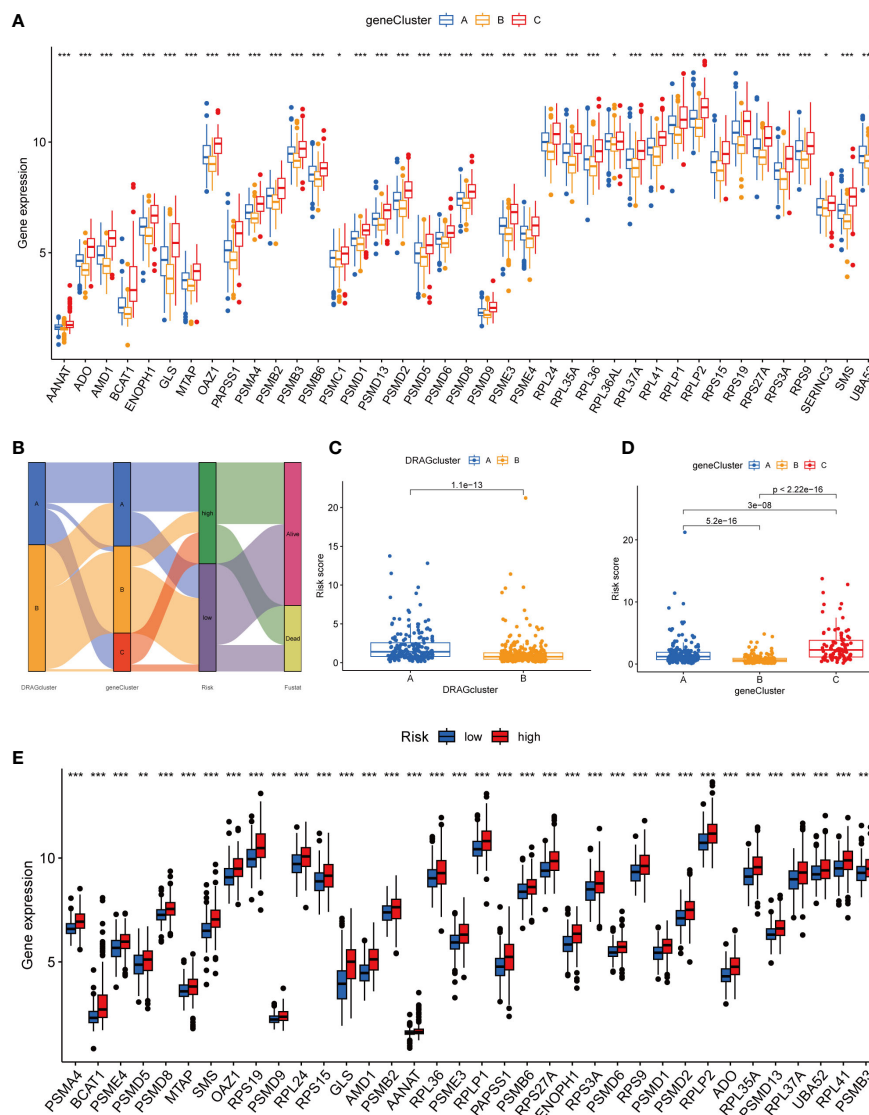 A
geneCluster A B C
*** *** *** *** *** *** *** *** *** *** *** *** *** * *** *** *** *** *** *** *** *** *** *** *** * *** *** *** *** *** *** *** *** *** * *** **
Gene expression
10
5
AANAT ADO AMD1 BCAT1 ENOPH1 GLS MTAP OAZ1 PAPSS1 PSMA4 PSMB2 PSMB3 PSMB6 PSMC1 PSMD1 PSMD13 PSMD2 PSMD5 PSMD6 PSMD8 PSMD9 PSME3 PSME4 RPL24 RPL35A RPL36 RPL36AL RPL37A RPL41 RPLP1 RPLP2 RPS15 RPS19 RPS27A RPS3A RPS9 SERINC3 SMS UBA52
B
A
B
A
B
C
high
low
Alive
Dead
DRAGcluster geneCluster Risk Fustat
C
DRAGcluster A B
1.1e−13
Risk score
20
15
10
5
0
A B
DRAGcluster
D
geneCluster A B C
p < 2.22e−16
3e−08
5.2e−16
Risk score
20
10
0
A B C
geneCluster
E
Risk low high
*** *** *** ** *** *** *** *** *** *** *** *** *** *** *** *** *** *** *** *** *** *** *** *** *** *** *** *** *** *** *** *** *** *** **
Gene expression
10
5
PSMA4 BCAT1 PSME4 PSMD5 PSMD8 MTAP SMS OAZ1 RPS19 PSMD9 RPL24 RPS15 GLS AMD1 PSMB2 AANAT RPL36 PSME3 RPLP1 PAPSS1 PSMB6 RPS27A ENOPH1 RPS3A PSMD6 RPS9 PSMD1 PSMD2 RPLP2 ADO RPL35A PSMD13 RPL37A UBA52 RPL41 PSMB3